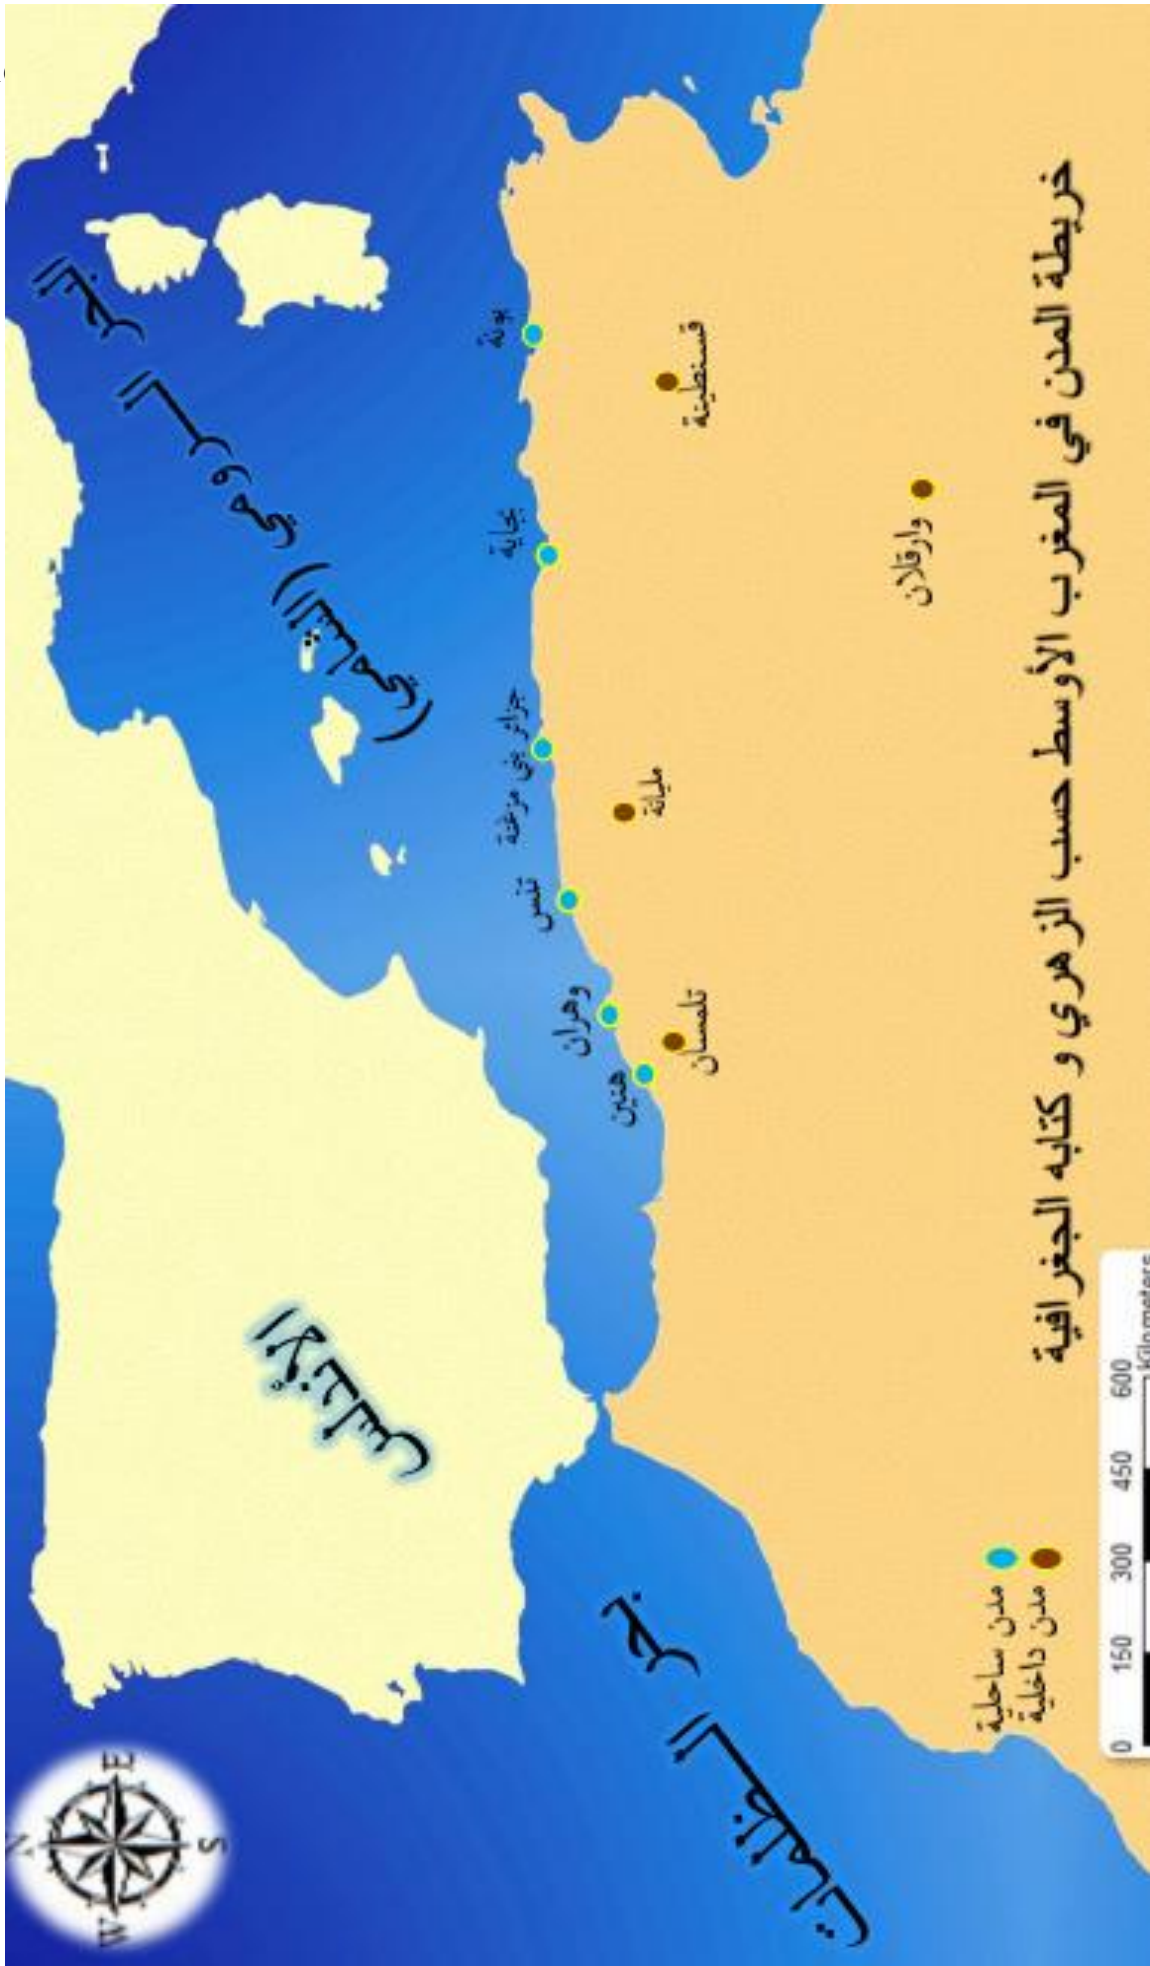 البحر الرومي (الشامي)
الأندلس
بحر الظلمات
بونة
بجاية
جزائر بني مزغنة
تنس
وهران
هنين
قسنطينة
مليانة
تلمسان
وارقلان
خريطة المدن في المغرب الأوسط حسب الزهري و كتابه الجغرافية
مدن ساحلية
مدن داخلية
0 150 300 450 600
Kilometers
N
E
S
W